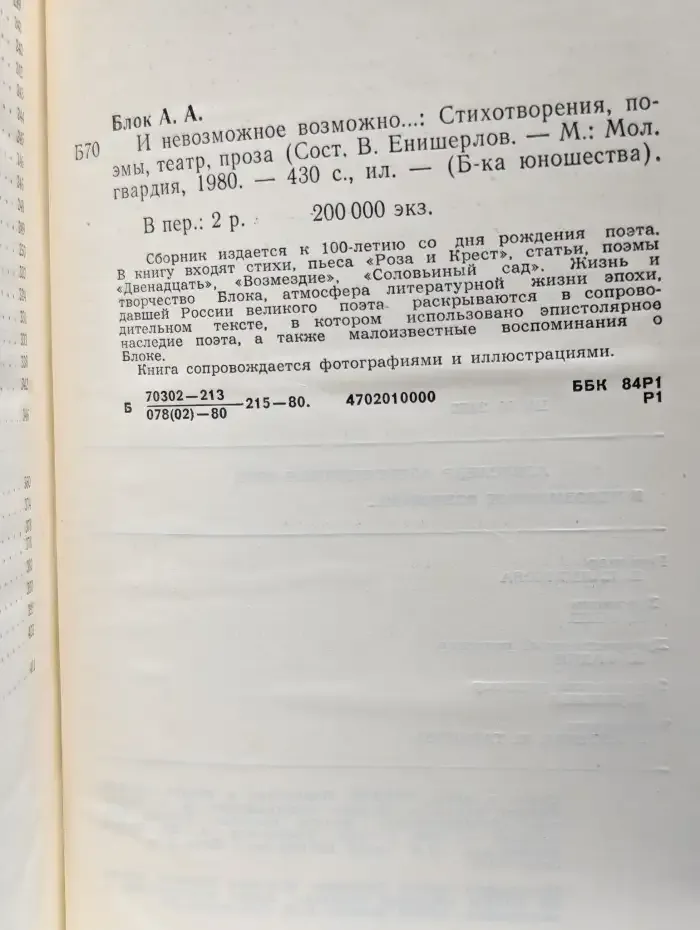 Блок А. А.
Б70 И невозможное возможно...: Стихотворения, по-
эмы, театр, проза (Сост. В. Енишерлов. — М.: Мол.
гвардия, 1980. — 430 с., ил. — (Б-ка юношества).
В пер.: 2 р. 200 000 экз.
Сборник издается к 100-летию со дня рождения поэта.
В книгу входят стихи, пьеса «Роза и Крест», статьи, поэмы
«Двенадцать», «Возмездие», «Соловьиный сад». Жизнь и
творчество Блока, атмосфера литературной жизни эпохи,
давшей России великого поэта раскрываются в сопрово-
дительном тексте, в котором использовано эпистолярное
наследие поэта, а также малоизвестные воспоминания о
Блоке.
Книга сопровождается фотографиями и иллюстрациями.
Б 70302—213
078(02)—80 —215—80. 4702010000 ББК 84Р1
Р1